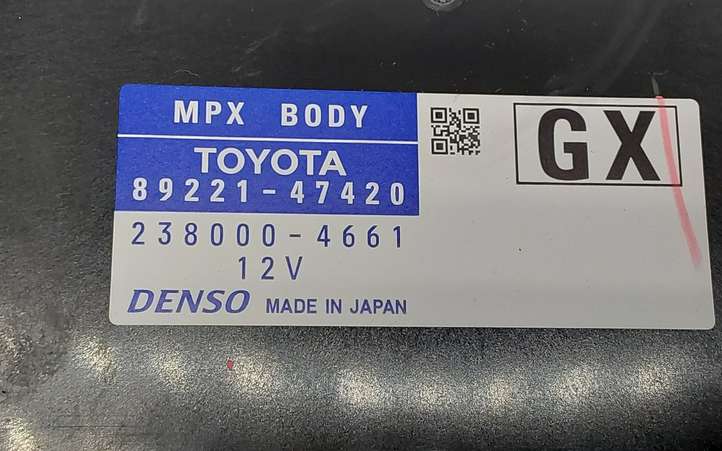 MPX BODY
TOYOTA
89221-47420
238000-4661
12V
DENSO MADE IN JAPAN
GX